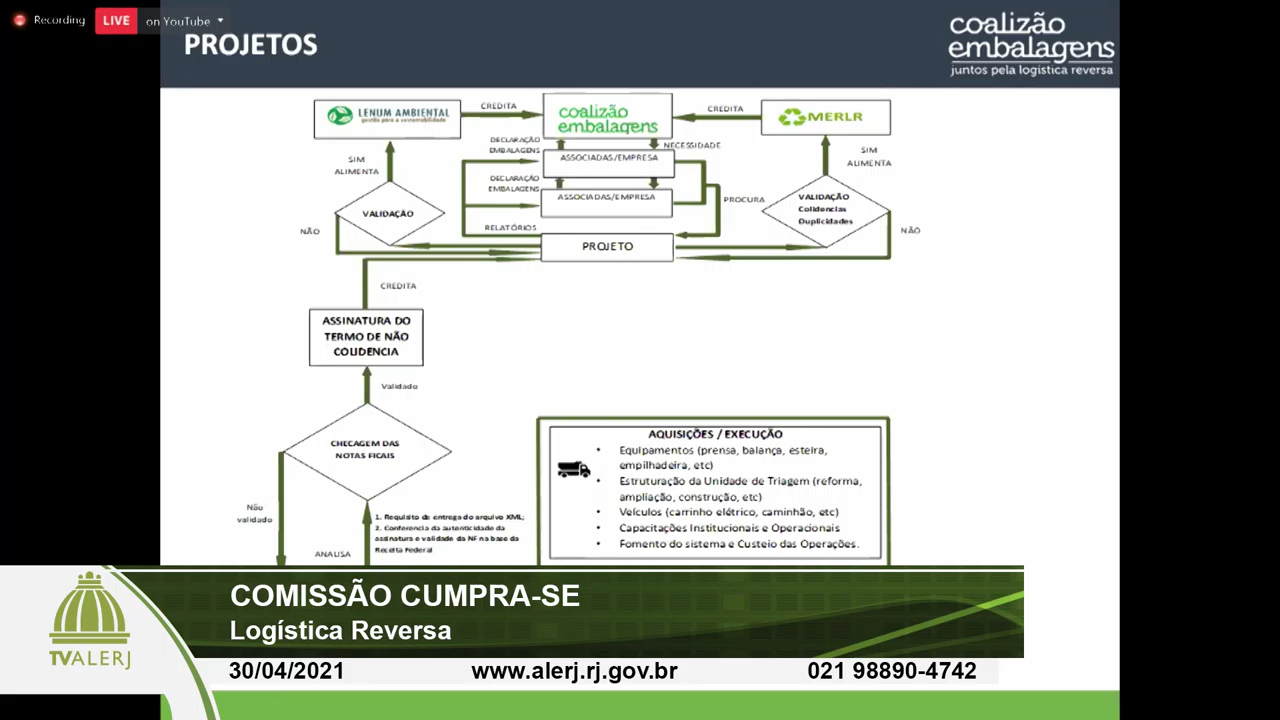 Recording
LIVE on YouTube
PROJETOS
coalizão
embalagens
juntos pela logística reversa
LENUM AMBIENTAL
gestão para a sustentabilidade
CREDITA
coalizão
embalagens
CREDITA
MERLR
DECLARAÇÃO
EMBALAGENS
NECESSIDADE
ASSOCIADAS/EMPRESA
SIM
ALIMENTA
SIM
ALIMENTA
DECLARAÇÃO
EMBALAGENS
ASSOCIADAS/EMPRESA
PROCURA
VALIDAÇÃO
VALIDAÇÃO
Colidencias
Duplicidades
NÃO
RELATÓRIOS
NÃO
PROJETO
CREDITA
ASSINATURA DO
TERMO DE NÃO
COLIDENCIA
Validado
CHECAGEM DAS
NOTAS FICAIS
Não
validado
1. Requisito de entrega do arquivo XML;
2. Conferencia da autenticidade da
assinatura e validade da NF na base da
Receita Federal
ANALISA
AQUISIÇÕES / EXECUÇÃO
• Equipamentos (prensa, balança, esteira,
empilhadeira, etc)
• Estruturação da Unidade de Triagem (reforma,
ampliação, construção, etc)
• Veículos (carrinho elétrico, caminhão, etc)
• Capacitações Institucionais e Operacionais
• Fomento do sistema e Custeio das Operações.
COMISSÃO CUMPRA-SE
Logística Reversa
TVALERJ
30/04/2021 www.alerj.rj.gov.br 021 98890-4742